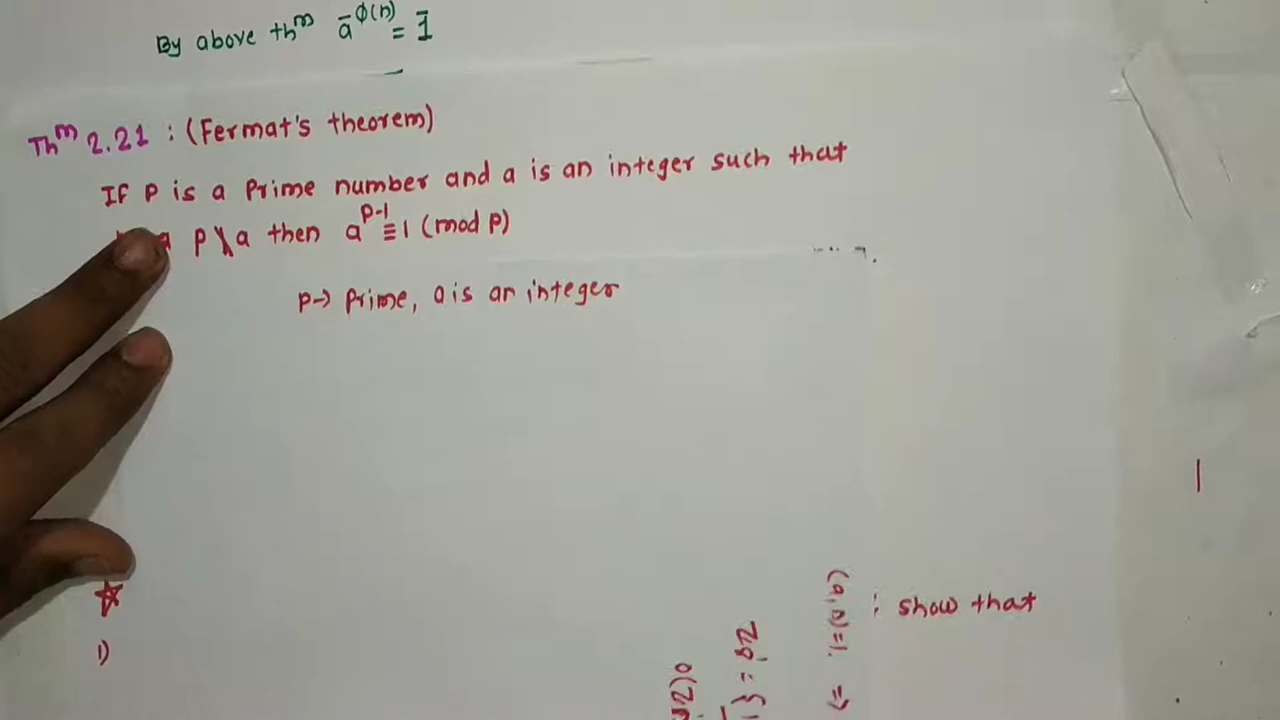 By above thm ā^ϕ(n) = 1̄
Thm 2.21 : (Fermat's theorem)
If P is a Prime number and a is an integer such that
P∤a then a^P-1 ≡ 1 (mod P)
P→ Prime, a is an integer
(a,n)=1. ⇒
: show that
1)